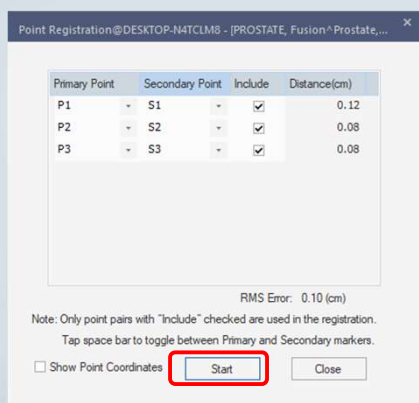 Point Registration@DESKTOP-N4TCLM8 - [PROSTATE, Fusion^Prostate,...
Primary Point Secondary Point Include Distance(cm)
P1 S1 0.12
P2 S2 0.08
P3 S3 0.08
RMS Error: 0.10 (cm)
Note: Only point pairs with "Include" checked are used in the registration.
Tap space bar to toggle between Primary and Secondary markers.
Show Point Coordinates Start Close